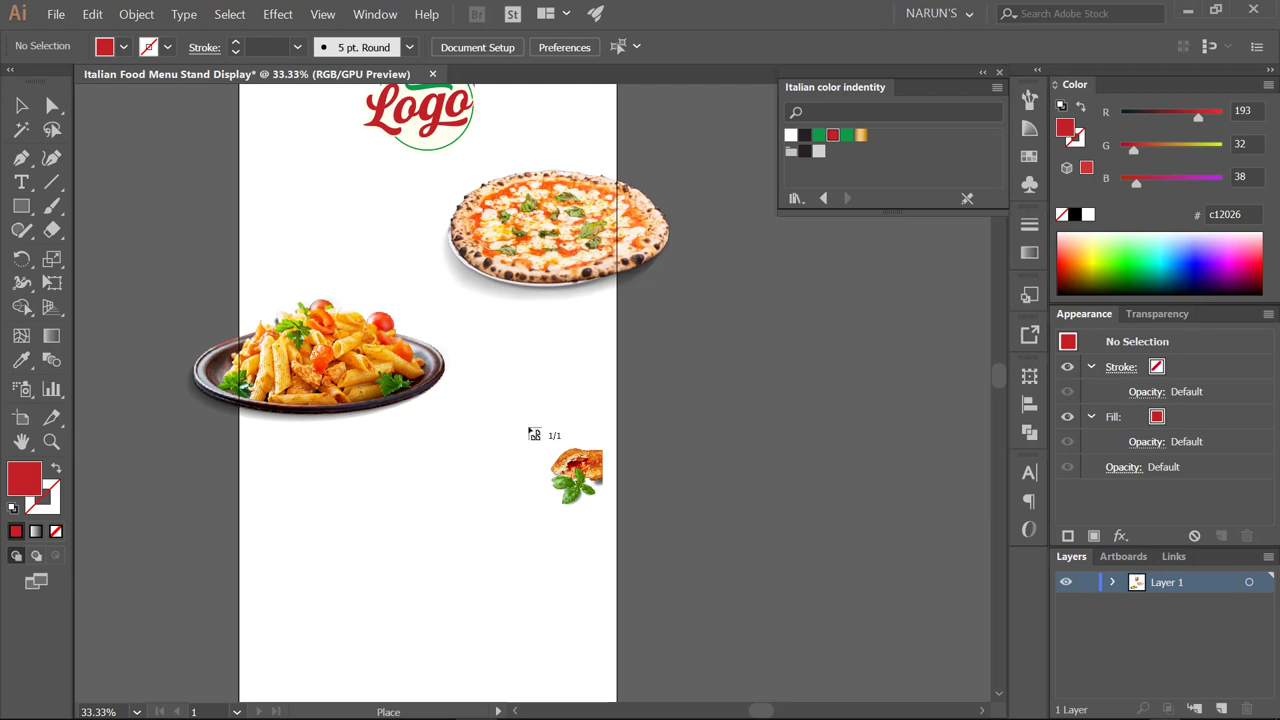 Ai File Edit Object Type Select Effect View Window Help Br St NARUN'S Search Adobe Stock
No Selection Stroke: 5 pt. Round Document Setup Preferences
Italian Food Menu Stand Display* @ 33.33% (RGB/GPU Preview)
Logo
Italian color indentity
Color
R 193
G 32
B 38
# c12026
Appearance Transparency
No Selection
Stroke:
Opacity: Default
Fill:
Opacity: Default
Opacity: Default
fx
1/1
Layers Artboards Links
Layer 1
1 Layer
33.33% 1 Place